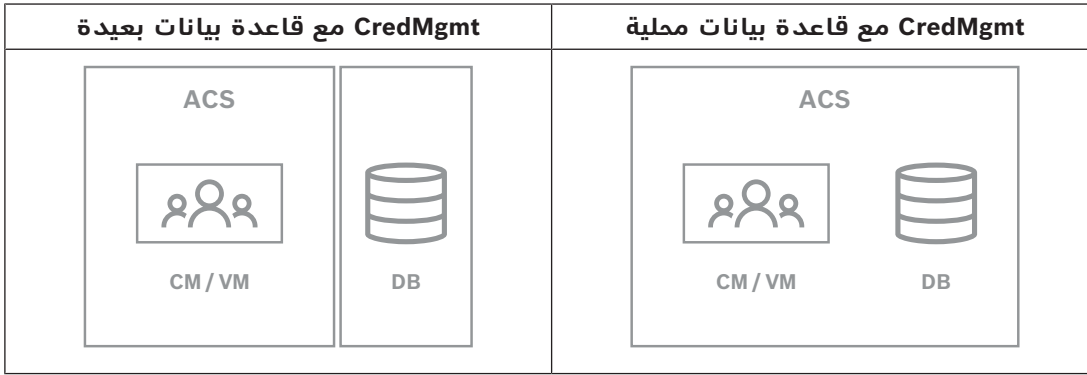 CredMgmt مع قاعدة بيانات محلية
CredMgmt مع قاعدة بيانات بعيدة
ACS
CM / VM
DB
ACS
CM / VM
DB